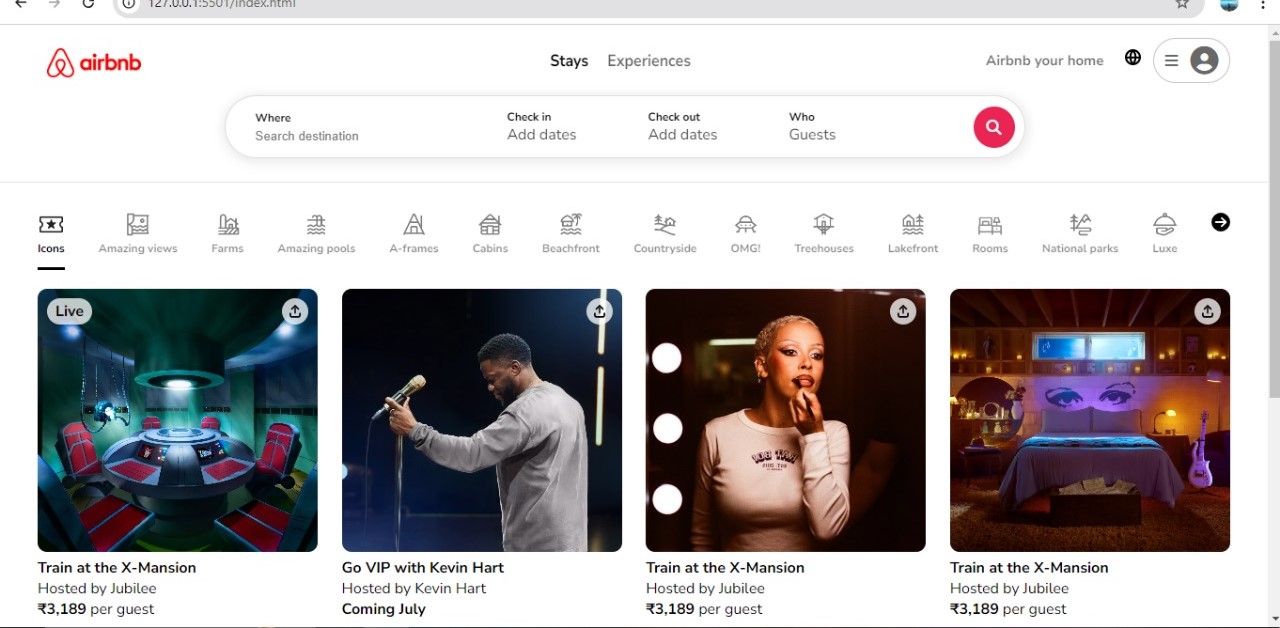 127.0.0.1:5501/index.html
airbnb
Stays Experiences
Airbnb your home
Where
Search destination
Check in
Add dates
Check out
Add dates
Who
Guests
Icons
Amazing views
Farms
Amazing pools
A-frames
Cabins
Beachfront
Countryside
OMG!
Treehouses
Lakefront
Rooms
National parks
Luxe
Live
Train at the X-Mansion
Hosted by Jubilee
₹3,189 per guest
Go VIP with Kevin Hart
Hosted by Kevin Hart
Coming July
Train at the X-Mansion
Hosted by Jubilee
₹3,189 per guest
Train at the X-Mansion
Hosted by Jubilee
₹3,189 per guest